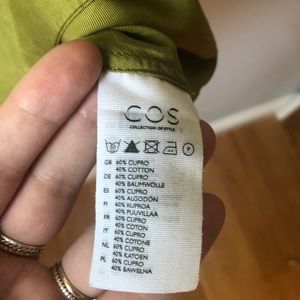 COS
COLLECTION OF STYLE
GB 60% CUPRO
40% COTTON
DE 60% CUPRO
40% BAUMWOLLE
ES 60% CUPRO
40% ALGODÓN
FI 60% KUPROA
40% PUUVILLAA
FR 60% CUPRO
40% COTON
IT 60% CUPRO
40% COTONE
NL 60% CUPRO
40% KATOEN
PL 60% CUPRO
40% BAWEŁNA